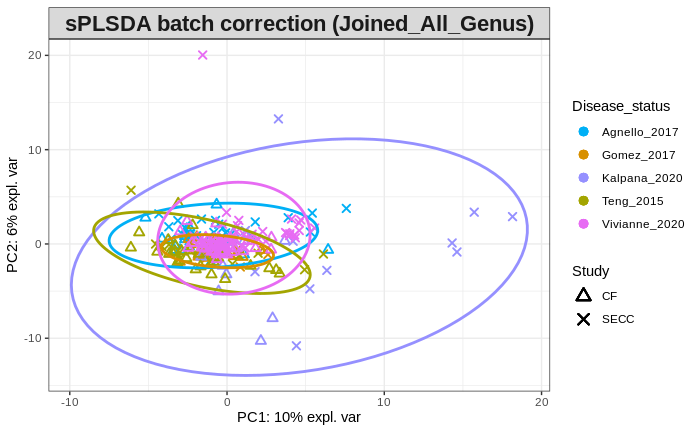 sPLSDA batch correction (Joined_All_Genus)
20
10
0
-10
PC2: 6% expl. var
-10
0
10
20
PC1: 10% expl. var
Disease_status
Agnello_2017
Gomez_2017
Kalpana_2020
Teng_2015
Vivianne_2020
Study
CF
SECC